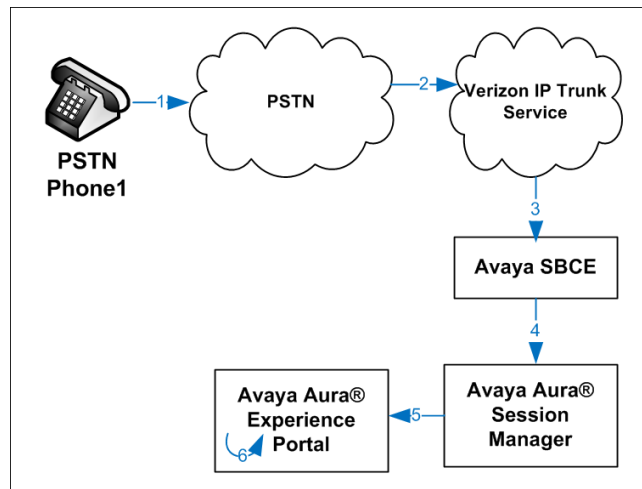 PSTN
Phone1
1
PSTN
2
Verizon IP Trunk
Service
3
Avaya SBCE
4
Avaya Aura®
Session
Manager
5
Avaya Aura®
Experience
Portal
6